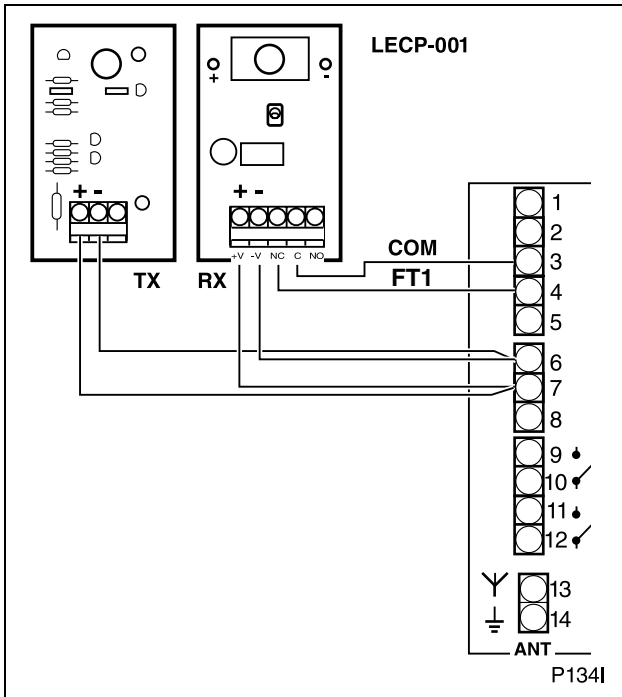 LECP-001
+ -
+ -
+ -
TX
RX
+V -V NC C NO
COM
FT1
1
2
3
4
5
6
7
8
9
10
11
12
13
14
ANT
P134I